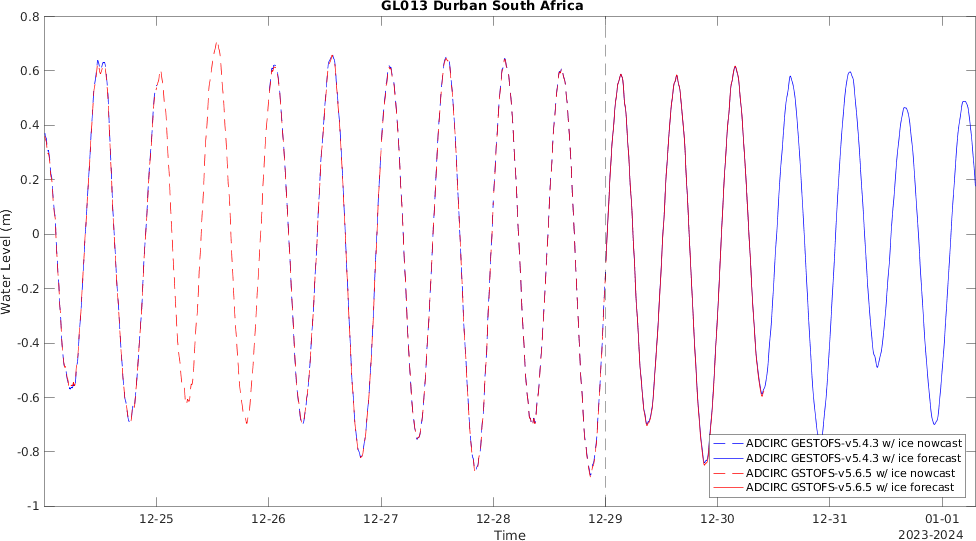 GL013 Durban South Africa
0.8
0.6
0.4
0.2
0
-0.2
-0.4
-0.6
-0.8
-1
Water Level (m)
ADCIRC GESTOFS-v5.4.3 w/ ice nowcast
ADCIRC GESTOFS-v5.4.3 w/ ice forecast
ADCIRC GSTOFS-v5.6.5 w/ ice nowcast
ADCIRC GSTOFS-v5.6.5 w/ ice forecast
12-25 12-26 12-27 12-28 12-29 12-30 12-31 01-01
Time
2023-2024